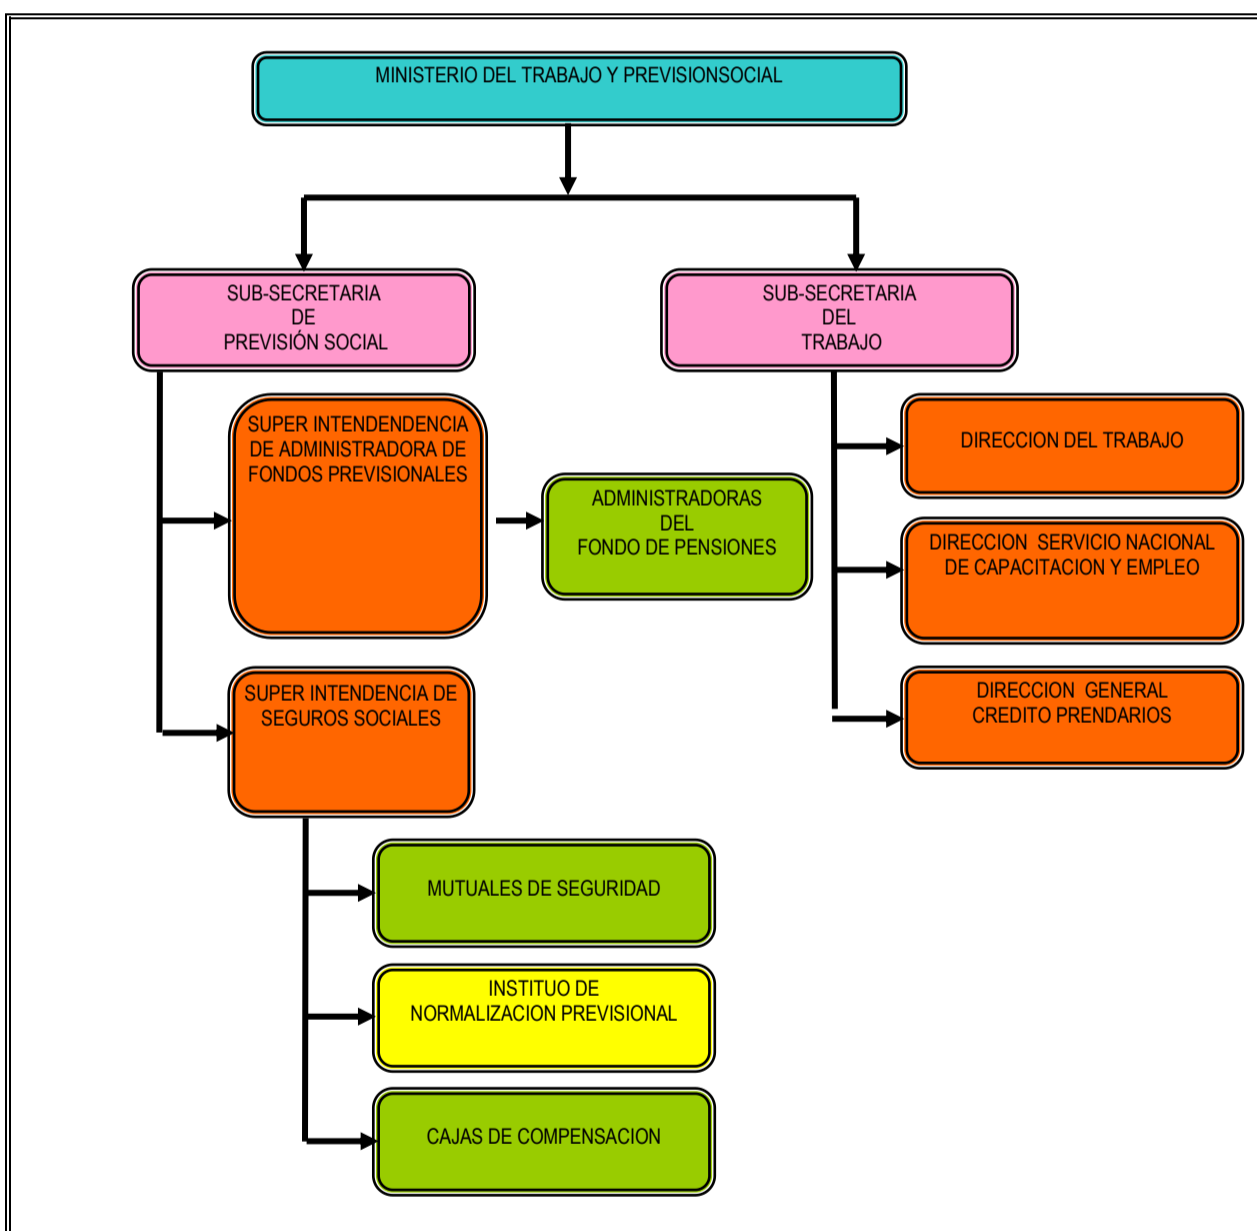 MINISTERIO DEL TRABAJO Y PREVISIONSOCIAL
SUB-SECRETARIA
DE
PREVISIÓN SOCIAL
SUB-SECRETARIA
DEL
TRABAJO
SUPER INTENDENDENCIA
DE ADMINISTRADORA DE
FONDOS PREVISIONALES
ADMINISTRADORAS
DEL
FONDO DE PENSIONES
DIRECCION DEL TRABAJO
DIRECCION SERVICIO NACIONAL
DE CAPACITACION Y EMPLEO
DIRECCION GENERAL
CREDITO PRENDARIOS
SUPER INTENDENCIA DE
SEGUROS SOCIALES
MUTUALES DE SEGURIDAD
INSTITUO DE
NORMALIZACION PREVISIONAL
CAJAS DE COMPENSACION